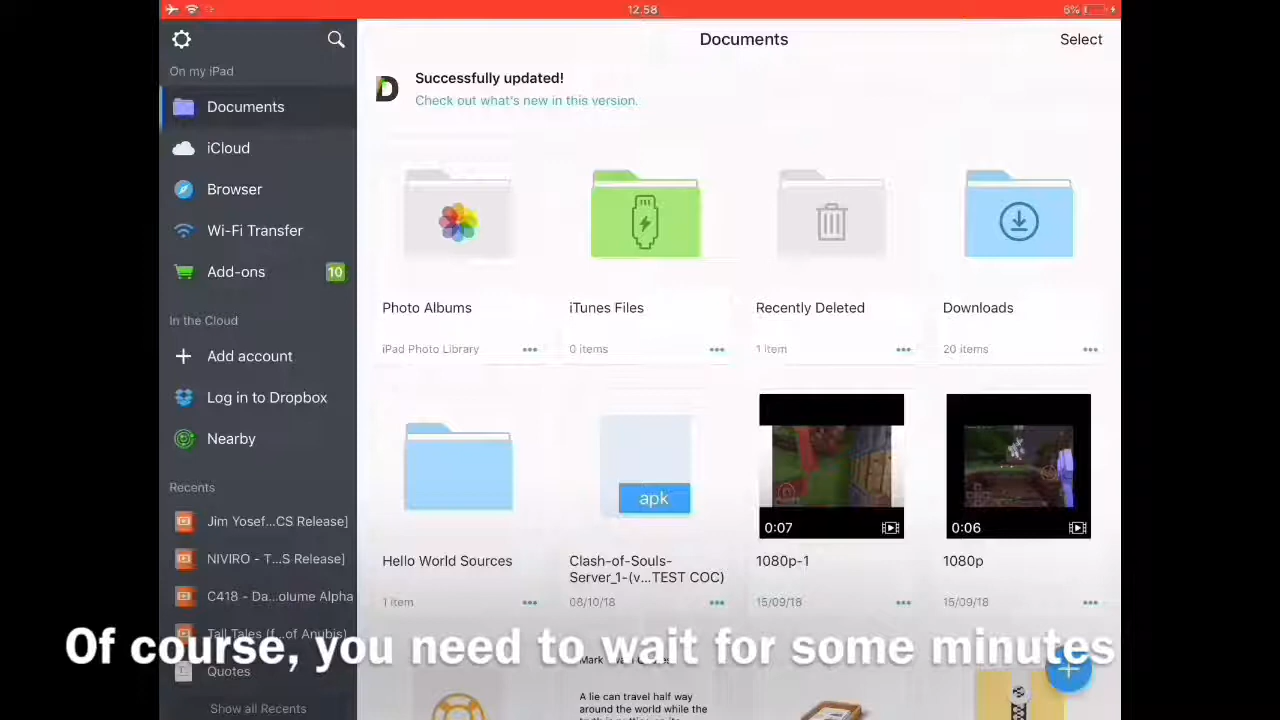 12.58
6%
On my iPad
Documents
iCloud
Browser
Wi-Fi Transfer
Add-ons
10
In the Cloud
Add account
Log in to Dropbox
Nearby
Recents
Jim Yosef...CS Release]
NIVIRO - T...S Release]
C418 - Da...olume Alpha
Tall Tales (f...of Anubis)
Quotes
Show all Recents
Documents
Select
D
Successfully updated!
Check out what's new in this version.
Photo Albums
iPad Photo Library
iTunes Files
0 items
Recently Deleted
1 item
Downloads
20 items
Hello World Sources
1 item
apk
Clash-of-Souls-
Server_1-(v...TEST COC)
08/10/18
0:07
1080p-1
15/09/18
0:06
1080p
15/09/18
Mark
A lie can travel half way
around the world while the
Of course, you need to wait for some minutes